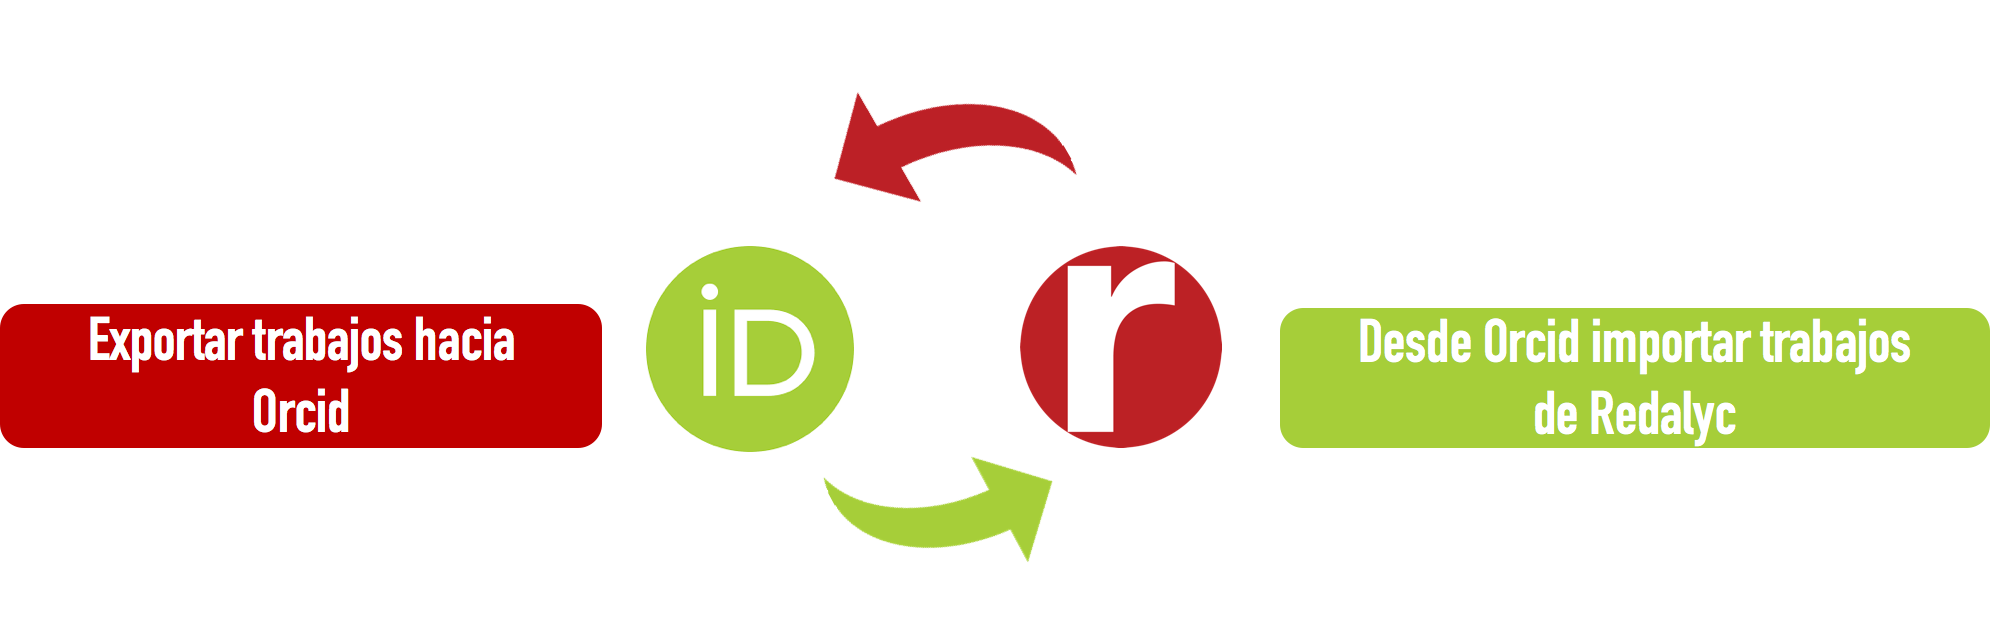 Exportar trabajos hacia
Orcid
iD
r
Desde Orcid importar trabajos
de Redalyc